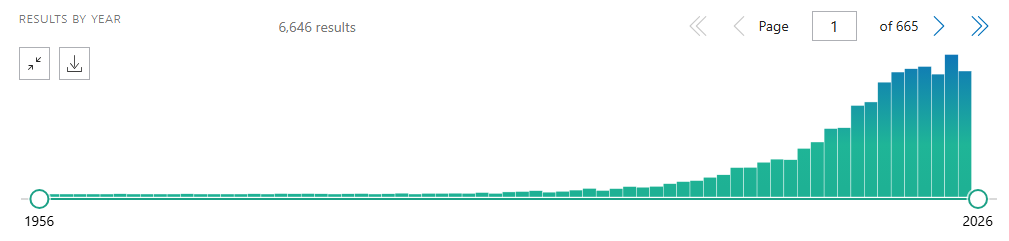 RESULTS BY YEAR
6,646 results
Page 1 of 665
1956
2026